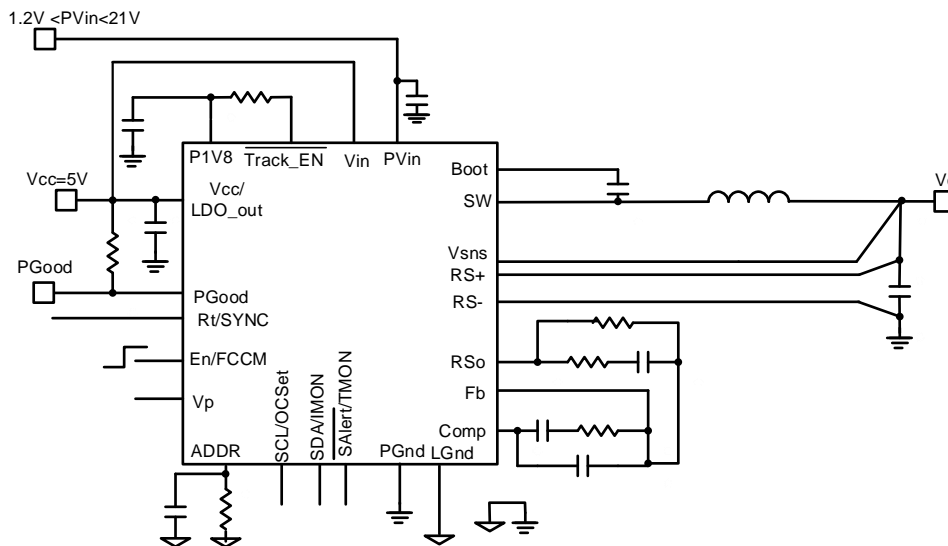 1.2V <PVin<21V
P1V8
Track_EN
Vin
PVin
Boot
Vcc=5V
Vcc/
LDO_out
SW
Vsns
RS+
PGood
PGood
RS-
Rt/SYNC
En/FCCM
RSo
Vp
Fb
Comp
ADDR
SCL/OCSet
SDA/IMON
SAlert/TMON
PGnd
LGnd